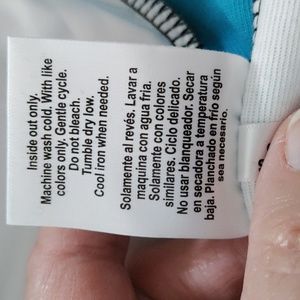 Inside out only.
Machine wash cold. With like
colors only. Gentle cycle.
Do not bleach.
Tumble dry low.
Cool iron when needed.
Solamente al revés. Lavar a
maquina con agua fria.
Solamente con colores
similares. Ciclo delicado.
No usar blanqueador. Secar
en secadora a temperatura
baja. Planchado en frío según
sea necesario.